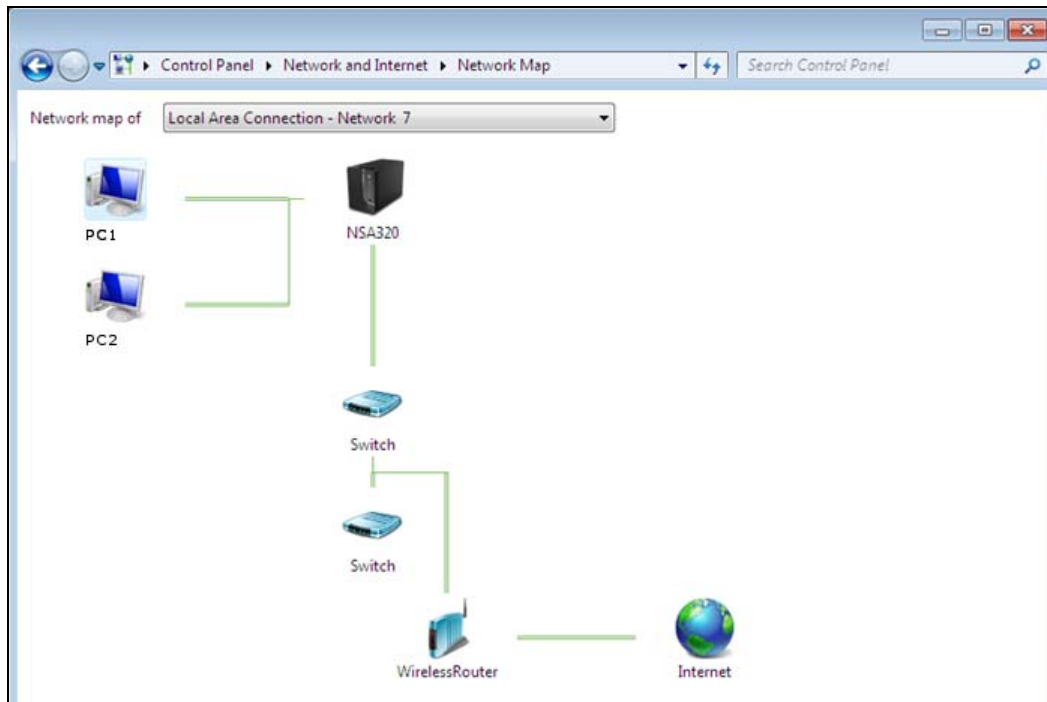 Control Panel ▸ Network and Internet ▸ Network Map
Search Control Panel
Network map of
Local Area Connection - Network 7
PC1
NSA320
PC2
Switch
Switch
WirelessRouter
Internet